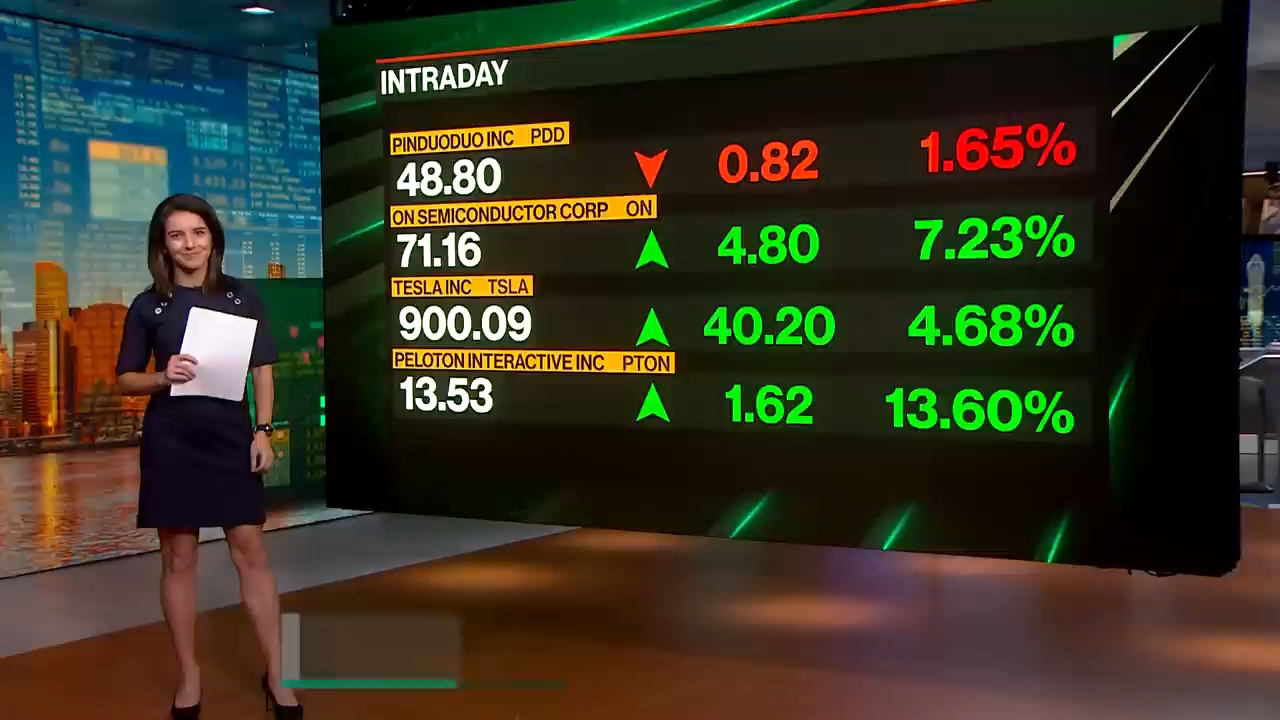 INTRADAY
PINDUODUO INC PDD
48.80 0.82 1.65%
ON SEMICONDUCTOR CORP ON
71.16 4.80 7.23%
TESLA INC TSLA
900.09 40.20 4.68%
PELOTON INTERACTIVE INC PTON
13.53 1.62 13.60%